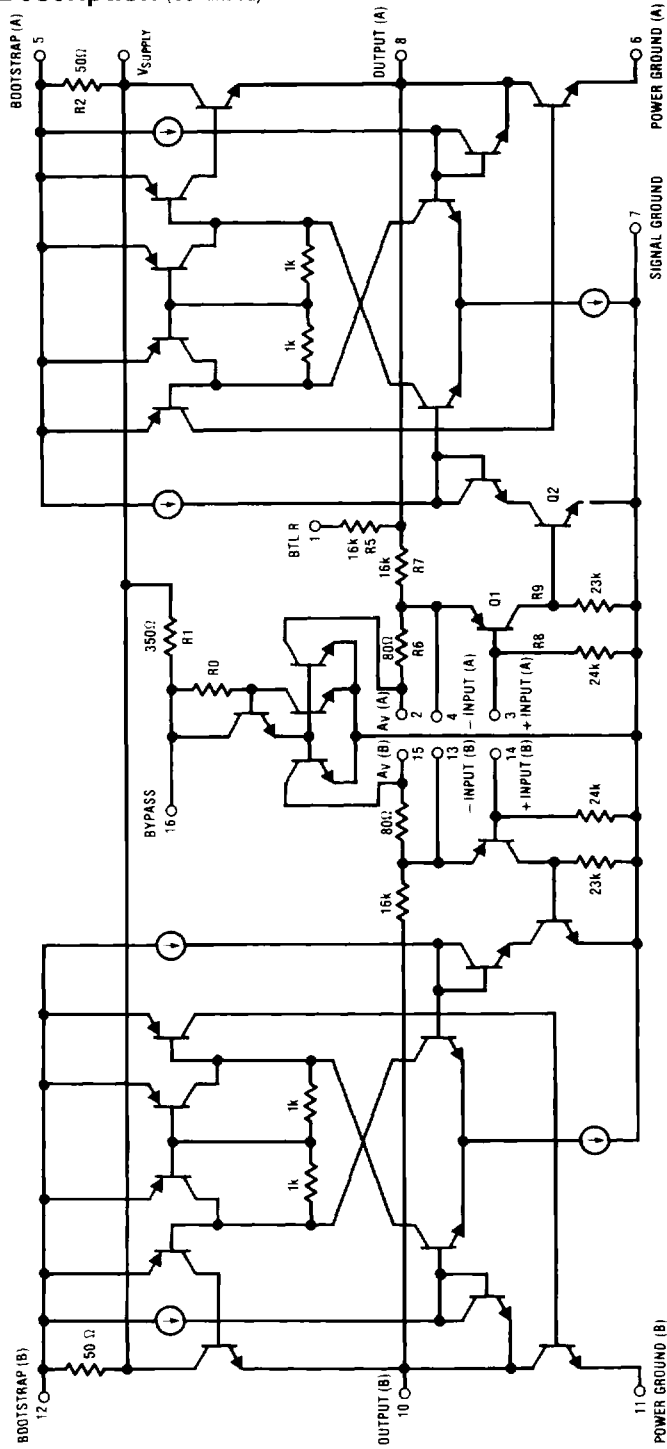 Description
BOOTSTRAP (A)
5
50Ω
R2
VSUPPLY
OUTPUT (A)
8
6
POWER GROUND (A)
7
SIGNAL GROUND
1k
1k
BTL R
1
16k
R5
16k
R7
80Ω
R6
Q1
Q2
R9
23k
R8
24k
350Ω
R1
R0
BYPASS
16
Av (A)
2
- INPUT (A)
4
+ INPUT (A)
3
Av (B)
15
- INPUT (B)
13
+ INPUT (B)
14
80Ω
16k
24k
23k
1k
1k
BOOTSTRAP (B)
12
50 Ω
OUTPUT (B)
10
POWER GROUND (B)
11